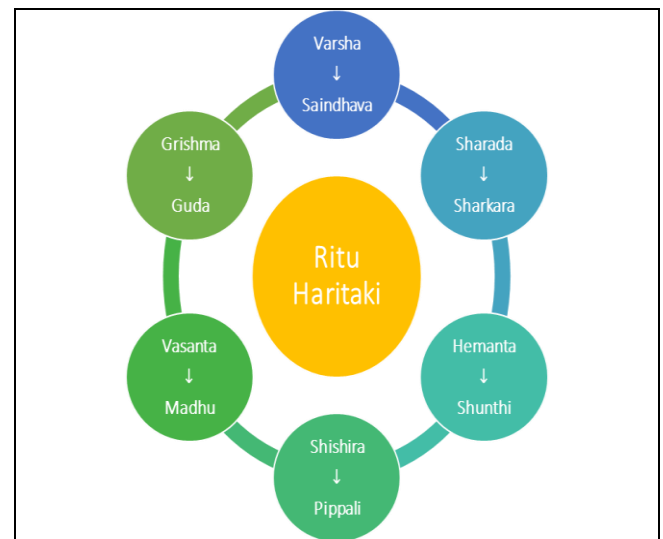 Varsha
↓
Saindhava
Sharada
↓
Sharkara
Hemanta
↓
Shunthi
Shishira
↓
Pippali
Vasanta
↓
Madhu
Grishma
↓
Guda
Ritu
Haritaki